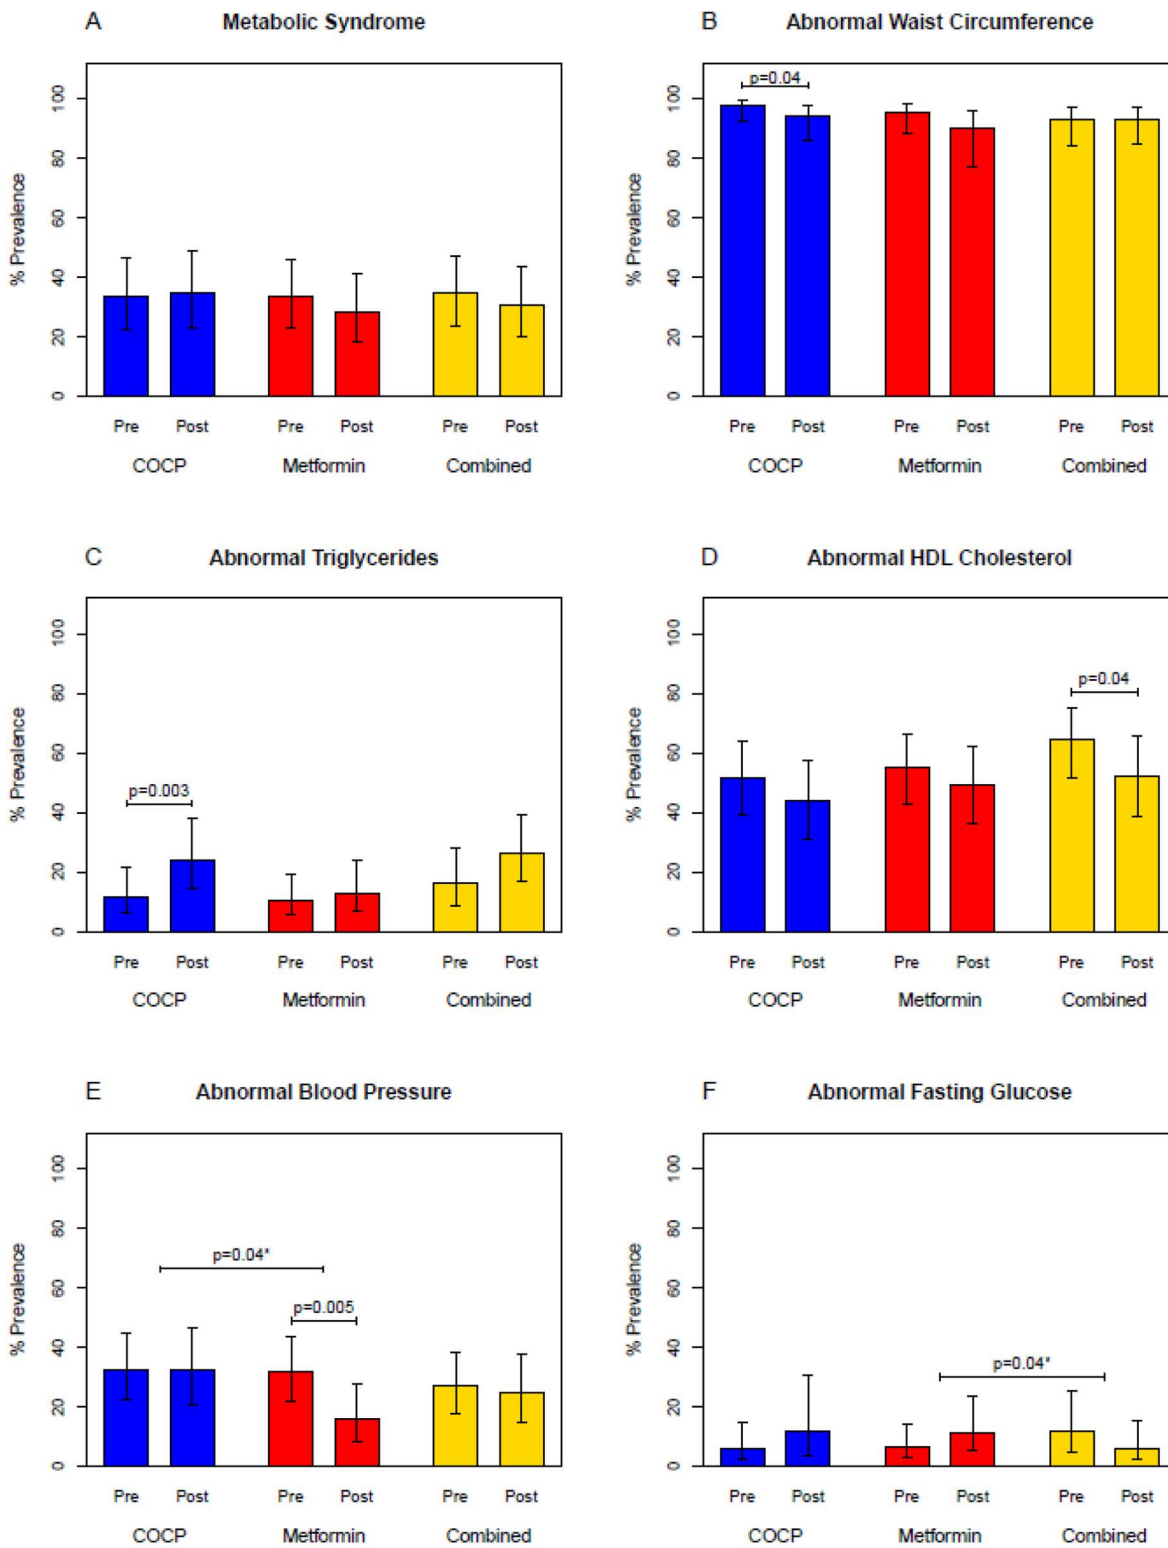 A Metabolic Syndrome
% Prevalence
100
80
60
40
20
0
Pre Post Pre Post Pre Post
COCP Metformin Combined
B Abnormal Waist Circumference
% Prevalence
100
80
60
40
20
0
p=0.04
Pre Post Pre Post Pre Post
COCP Metformin Combined
C Abnormal Triglycerides
% Prevalence
100
80
60
40
20
0
p=0.003
Pre Post Pre Post Pre Post
COCP Metformin Combined
D Abnormal HDL Cholesterol
% Prevalence
100
80
60
40
20
0
p=0.04
Pre Post Pre Post Pre Post
COCP Metformin Combined
E Abnormal Blood Pressure
% Prevalence
100
80
60
40
20
0
p=0.04*
p=0.005
Pre Post Pre Post Pre Post
COCP Metformin Combined
F Abnormal Fasting Glucose
% Prevalence
100
80
60
40
20
0
p=0.04*
Pre Post Pre Post Pre Post
COCP Metformin Combined